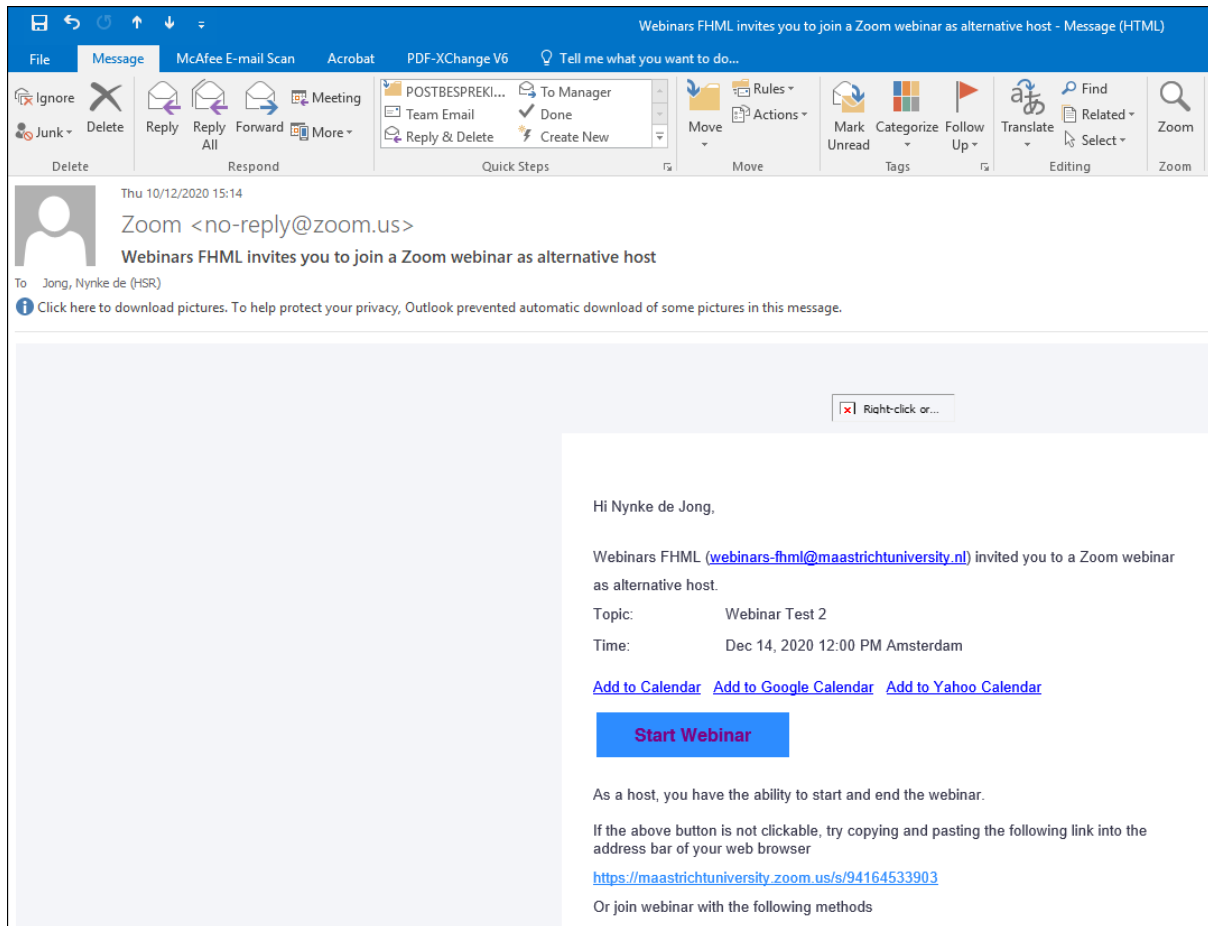 Webinars FHML invites you to join a Zoom webinar as alternative host - Message (HTML)
File Message McAfee E-mail Scan Acrobat PDF-XChange V6 Tell me what you want to do...
Ignore
Junk
Delete
Reply
Reply All
Forward
Meeting
More
POSTBESPREKI...
Team Email
Reply & Delete
To Manager
Done
Create New
Move
Rules
Actions
Mark Unread
Categorize
Follow Up
Translate
Find
Related
Select
Zoom
Delete Respond Quick Steps Move Tags Editing Zoom
Thu 10/12/2020 15:14
Zoom <no-reply@zoom.us>
Webinars FHML invites you to join a Zoom webinar as alternative host
To Jong, Nynke de (HSR)
Click here to download pictures. To help protect your privacy, Outlook prevented automatic download of some pictures in this message.
Right-click or...
Hi Nynke de Jong,
Webinars FHML (webinars-fhml@maastrichtuniversity.nl) invited you to a Zoom webinar
as alternative host.
Topic: Webinar Test 2
Time: Dec 14, 2020 12:00 PM Amsterdam
Add to Calendar Add to Google Calendar Add to Yahoo Calendar
Start Webinar
As a host, you have the ability to start and end the webinar.
If the above button is not clickable, try copying and pasting the following link into the
address bar of your web browser
https://maastrichtuniversity.zoom.us/s/94164533903
Or join webinar with the following methods